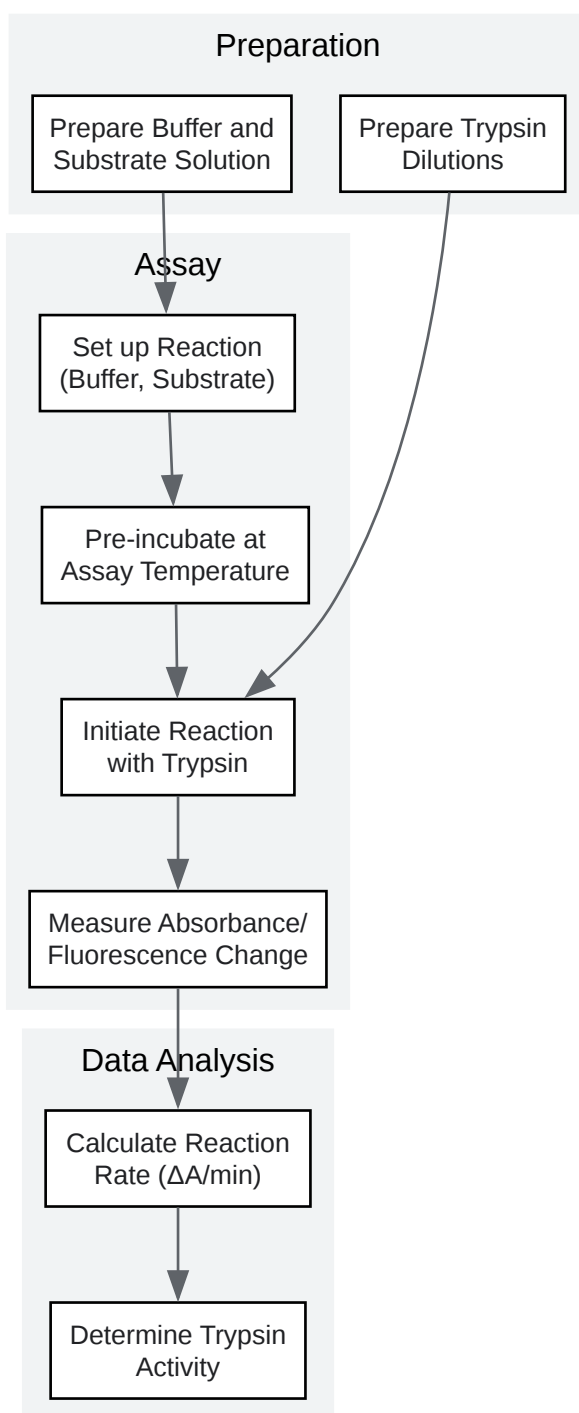 Preparation
Prepare Buffer and
Substrate Solution
Prepare Trypsin
Dilutions
Assay
Set up Reaction
(Buffer, Substrate)
Pre-incubate at
Assay Temperature
Initiate Reaction
with Trypsin
Measure Absorbance/
Fluorescence Change
Data Analysis
Calculate Reaction
Rate (ΔA/min)
Determine Trypsin
Activity